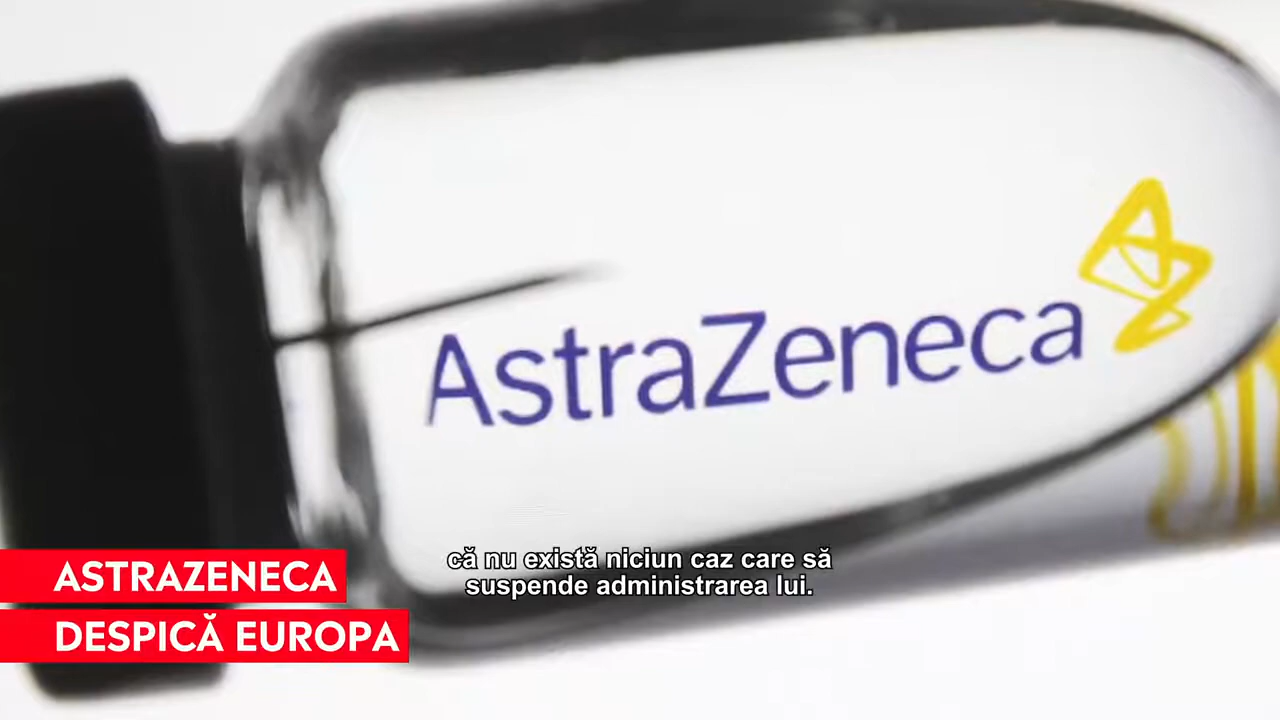 AstraZeneca
că nu există niciun caz care să
suspende administrarea lui.
ASTRAZENECA
DESPICĂ EUROPA